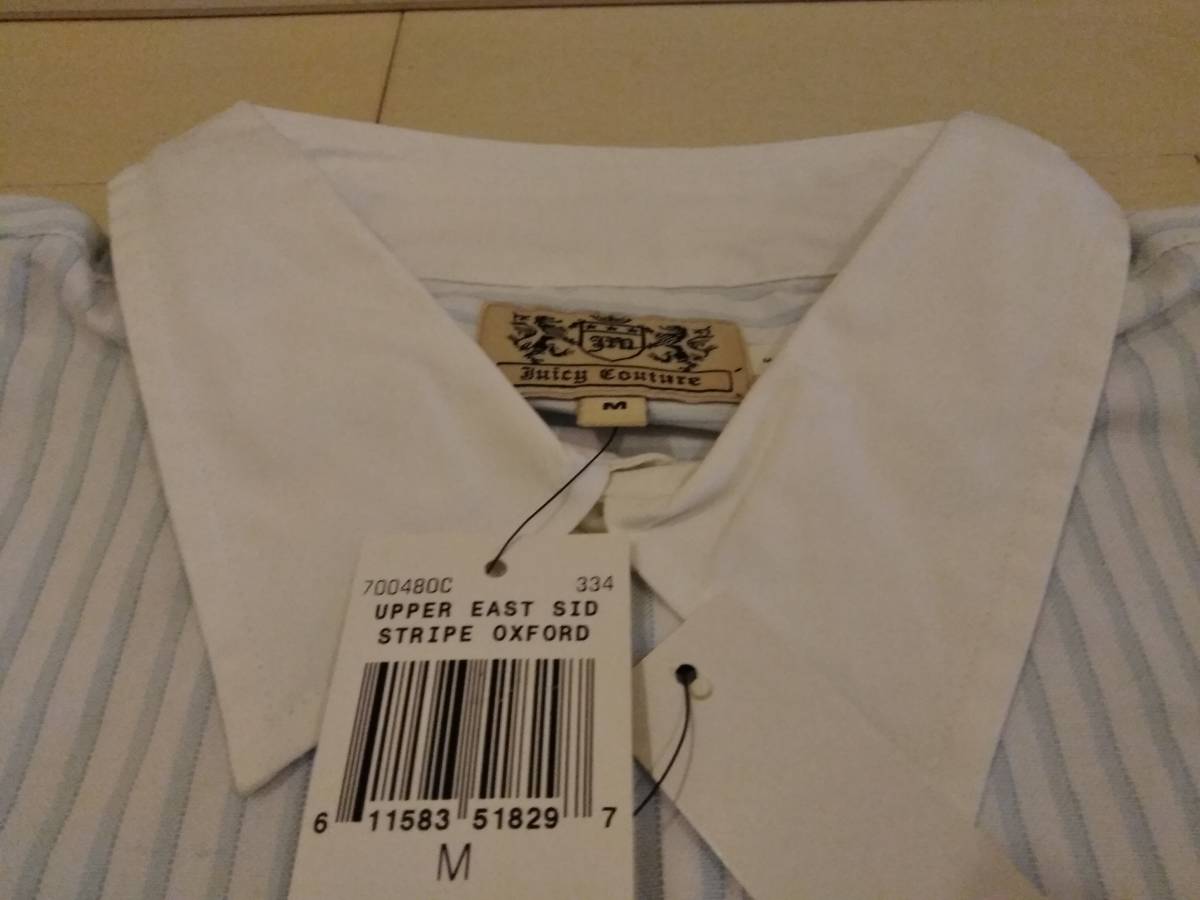 Juicy Couture
M
700480C 334
UPPER EAST SID
STRIPE OXFORD
6 11583 51829 7
M